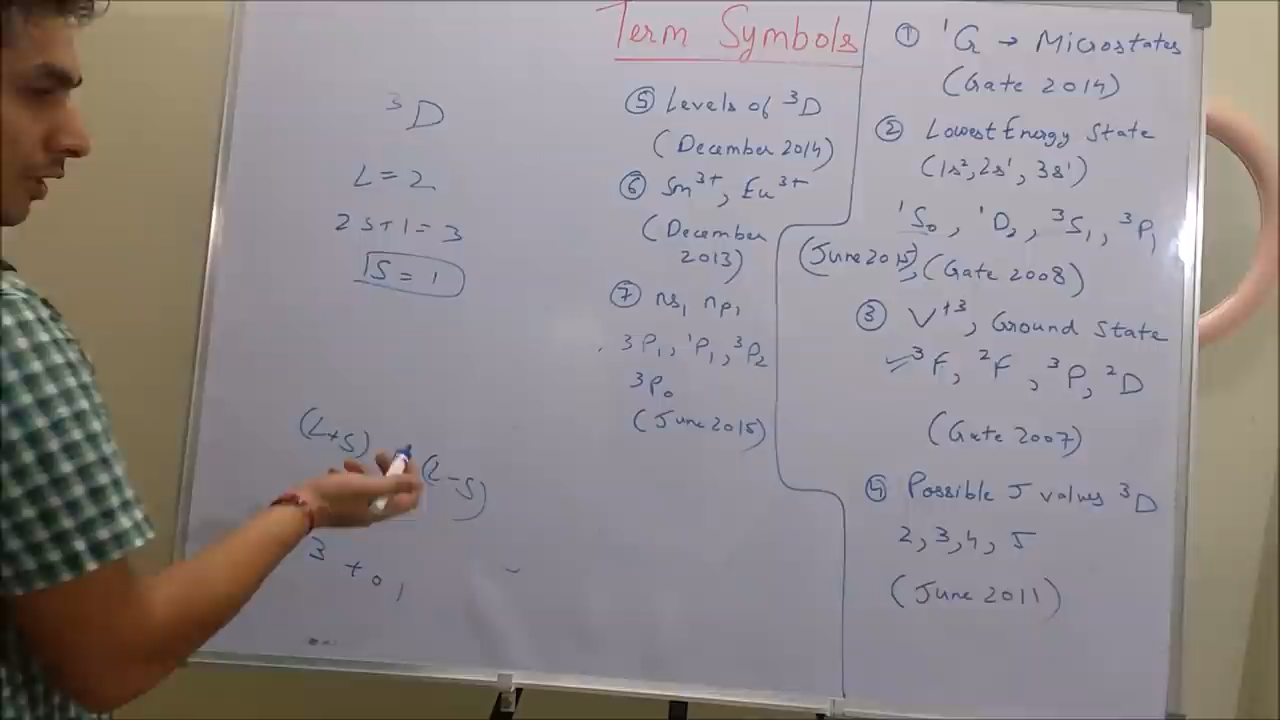 Term Symbols
³D
L = 2
2S+1 = 3
S = 1
(L+S) (L-S)
3 to 1
⑤ Levels of ³D
(December 2014)
⑥ Sm³⁺, Eu³⁺
(December
2013)
⑦ ns₁ np₁
³P₁, ¹P₁, ³P₂
³P₀
(June 2015)
① ¹G → Microstates
(Gate 2014)
② Lowest Energy State
(1s², 2s¹, 3s¹)
¹S₀, ¹D₂, ³S₁, ³P₁
(June 2015), (Gate 2008)
③ V⁺³, Ground State
✓ ³F, ²F, ³P, ²D
(Gate 2007)
④ Possible J values ³D
2, 3, 4, 5
(June 2011)